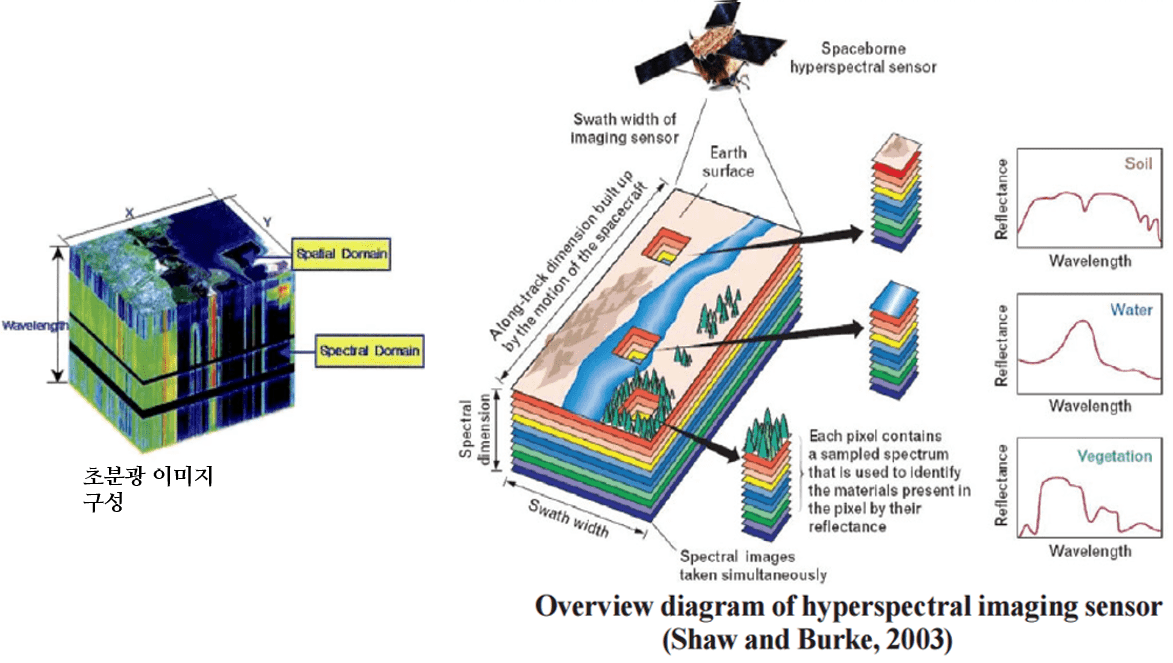 X
Y
Spatial Domain
Wavelength
Spectral Domain
초분광 이미지
구성
Spaceborne
hyperspectral sensor
Swath width of
imaging sensor
Earth
surface
Along-track dimension built up
by the motion of the spacecraft
Spectral
dimension
Swath width
Spectral images
taken simultaneously
Each pixel contains
a sampled spectrum
that is used to identify
the materials present in
the pixel by their
reflectance
Soil
Reflectance
Wavelength
Water
Reflectance
Wavelength
Vegetation
Reflectance
Wavelength
Overview diagram of hyperspectral imaging sensor
(Shaw and Burke, 2003)